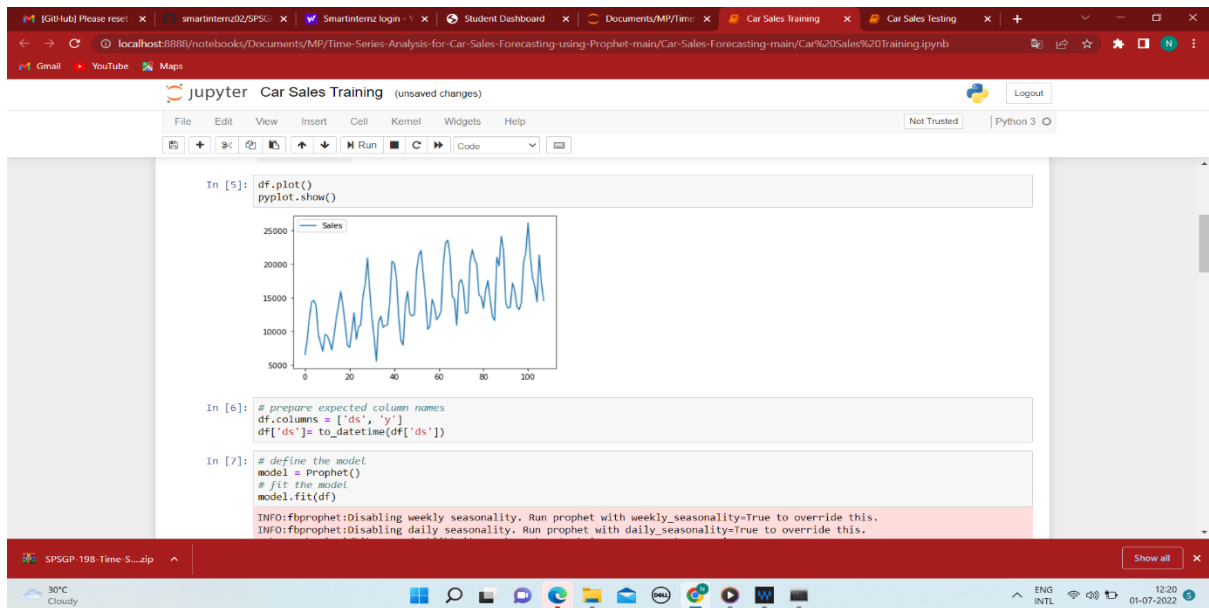 [GitHub] Please reset
smartinternz02/SPSG
Smartinternz login - Y
Student Dashboard
Documents/MP/Time
Car Sales Training
Car Sales Testing
localhost:8888/notebooks/Documents/MP/Time-Series-Analysis-for-Car-Sales-Forecasting-using-Prophet-main/Car-Sales-Forecasting-main/Car%20Sales%20Training.ipynb
N
Gmail YouTube Maps
jupyter Car Sales Training (unsaved changes)
Logout
File Edit View Insert Cell Kernel Widgets Help
Not Trusted
Python 3
Run
Code
In [5]: df.plot()
pyplot.show()
Sales
25000
20000
15000
10000
5000
0 20 40 60 80 100
In [6]: # prepare expected column names
df.columns = ['ds', 'y']
df['ds']= to_datetime(df['ds'])
In [7]: # define the model
model = Prophet()
# fit the model
model.fit(df)
INFO:fbprophet:Disabling weekly seasonality. Run prophet with weekly_seasonality=True to override this.
INFO:fbprophet:Disabling daily seasonality. Run prophet with daily_seasonality=True to override this.
SPSGP-198-Time-S....zip
Show all
30°C
Cloudy
DELL
N
W
ENG
INTL
12:20
01-07-2022
5